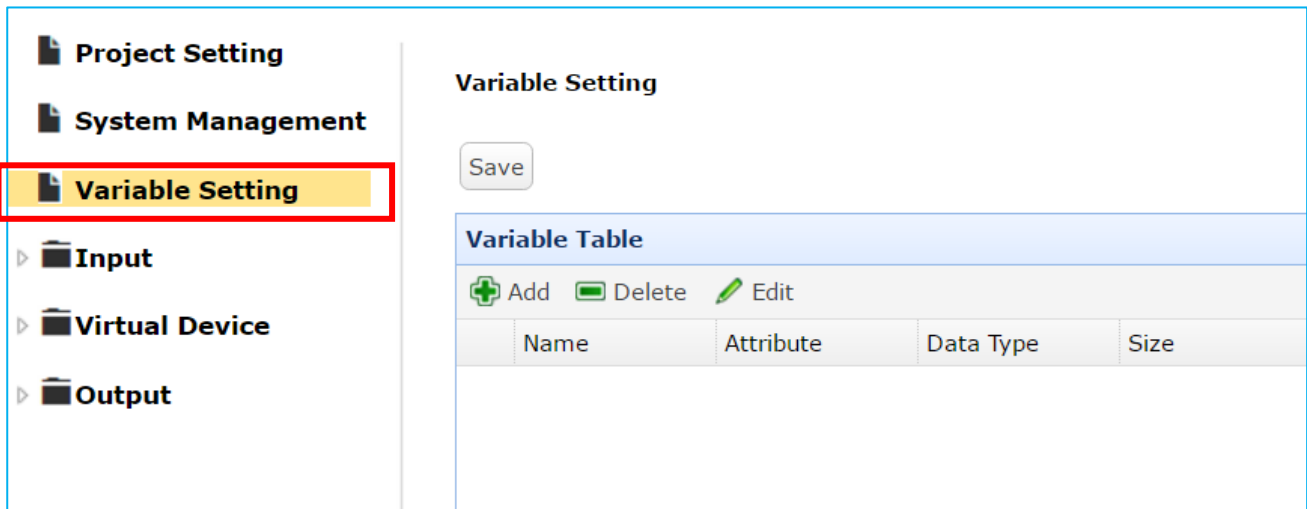 Project Setting
System Management
Variable Setting
Input
Virtual Device
Output
Variable Setting
Save
Variable Table
Add Delete Edit
Name Attribute Data Type Size